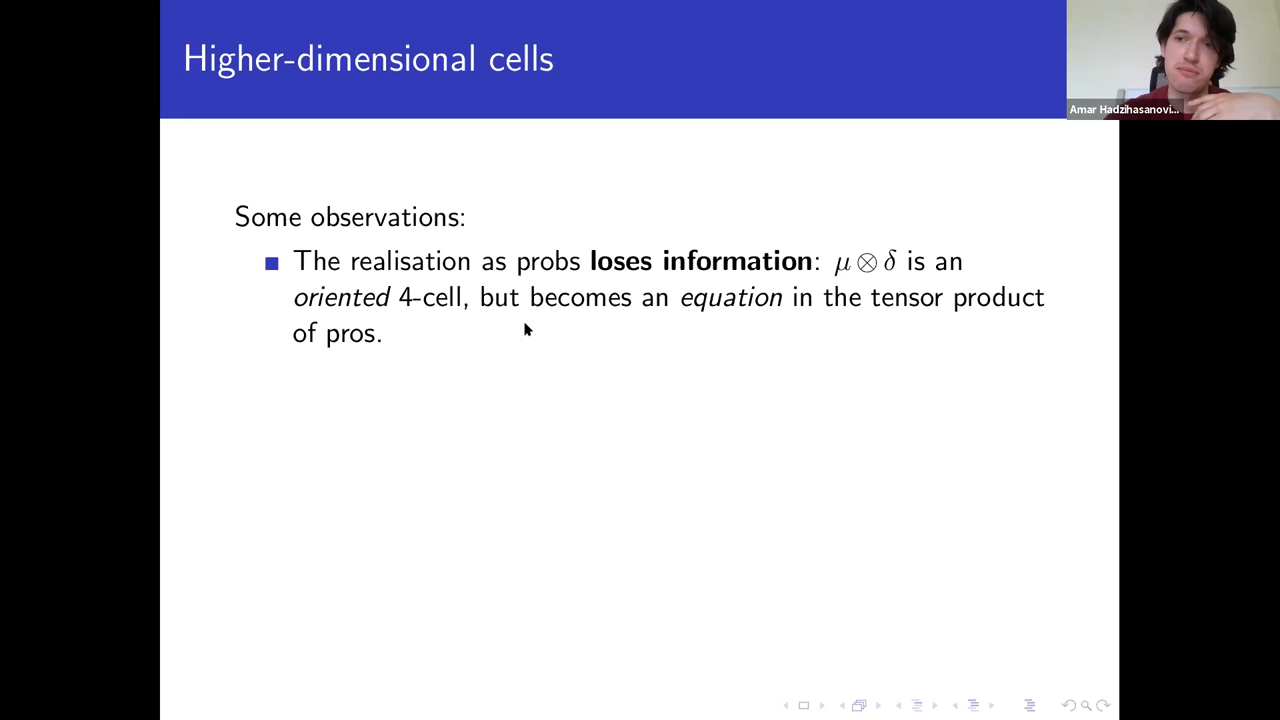 Higher-dimensional cells
Amar Hadzihasanovi...
Some observations:
The realisation as probs loses information: μ ⊗ δ is an
oriented 4-cell, but becomes an equation in the tensor product
of pros.